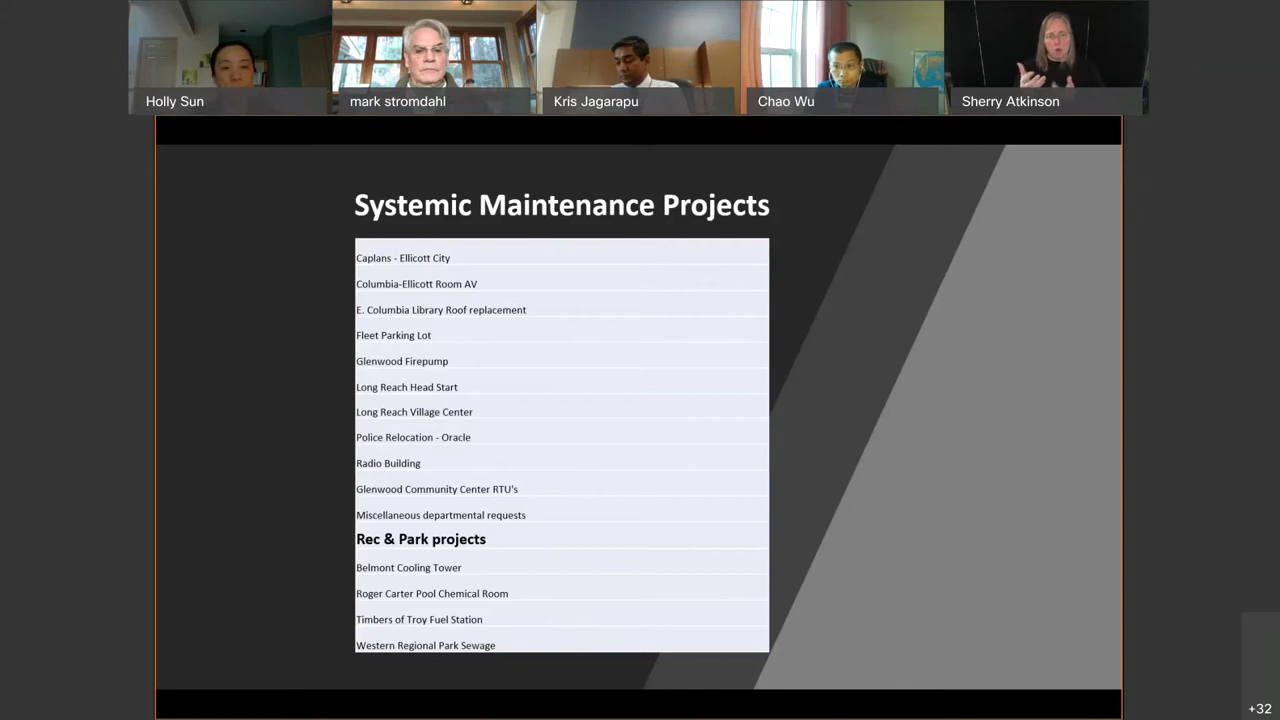 Holly Sun
mark stromdahl
Kris Jagarapu
Chao Wu
Sherry Atkinson
Systemic Maintenance Projects
Caplans - Ellicott City
Columbia-Ellicott Room AV
E. Columbia Library Roof replacement
Fleet Parking Lot
Glenwood Firepump
Long Reach Head Start
Long Reach Village Center
Police Relocation - Oracle
Radio Building
Glenwood Community Center RTU's
Miscellaneous departmental requests
Rec & Park projects
Belmont Cooling Tower
Roger Carter Pool Chemical Room
Timbers of Troy Fuel Station
Western Regional Park Sewage
+32